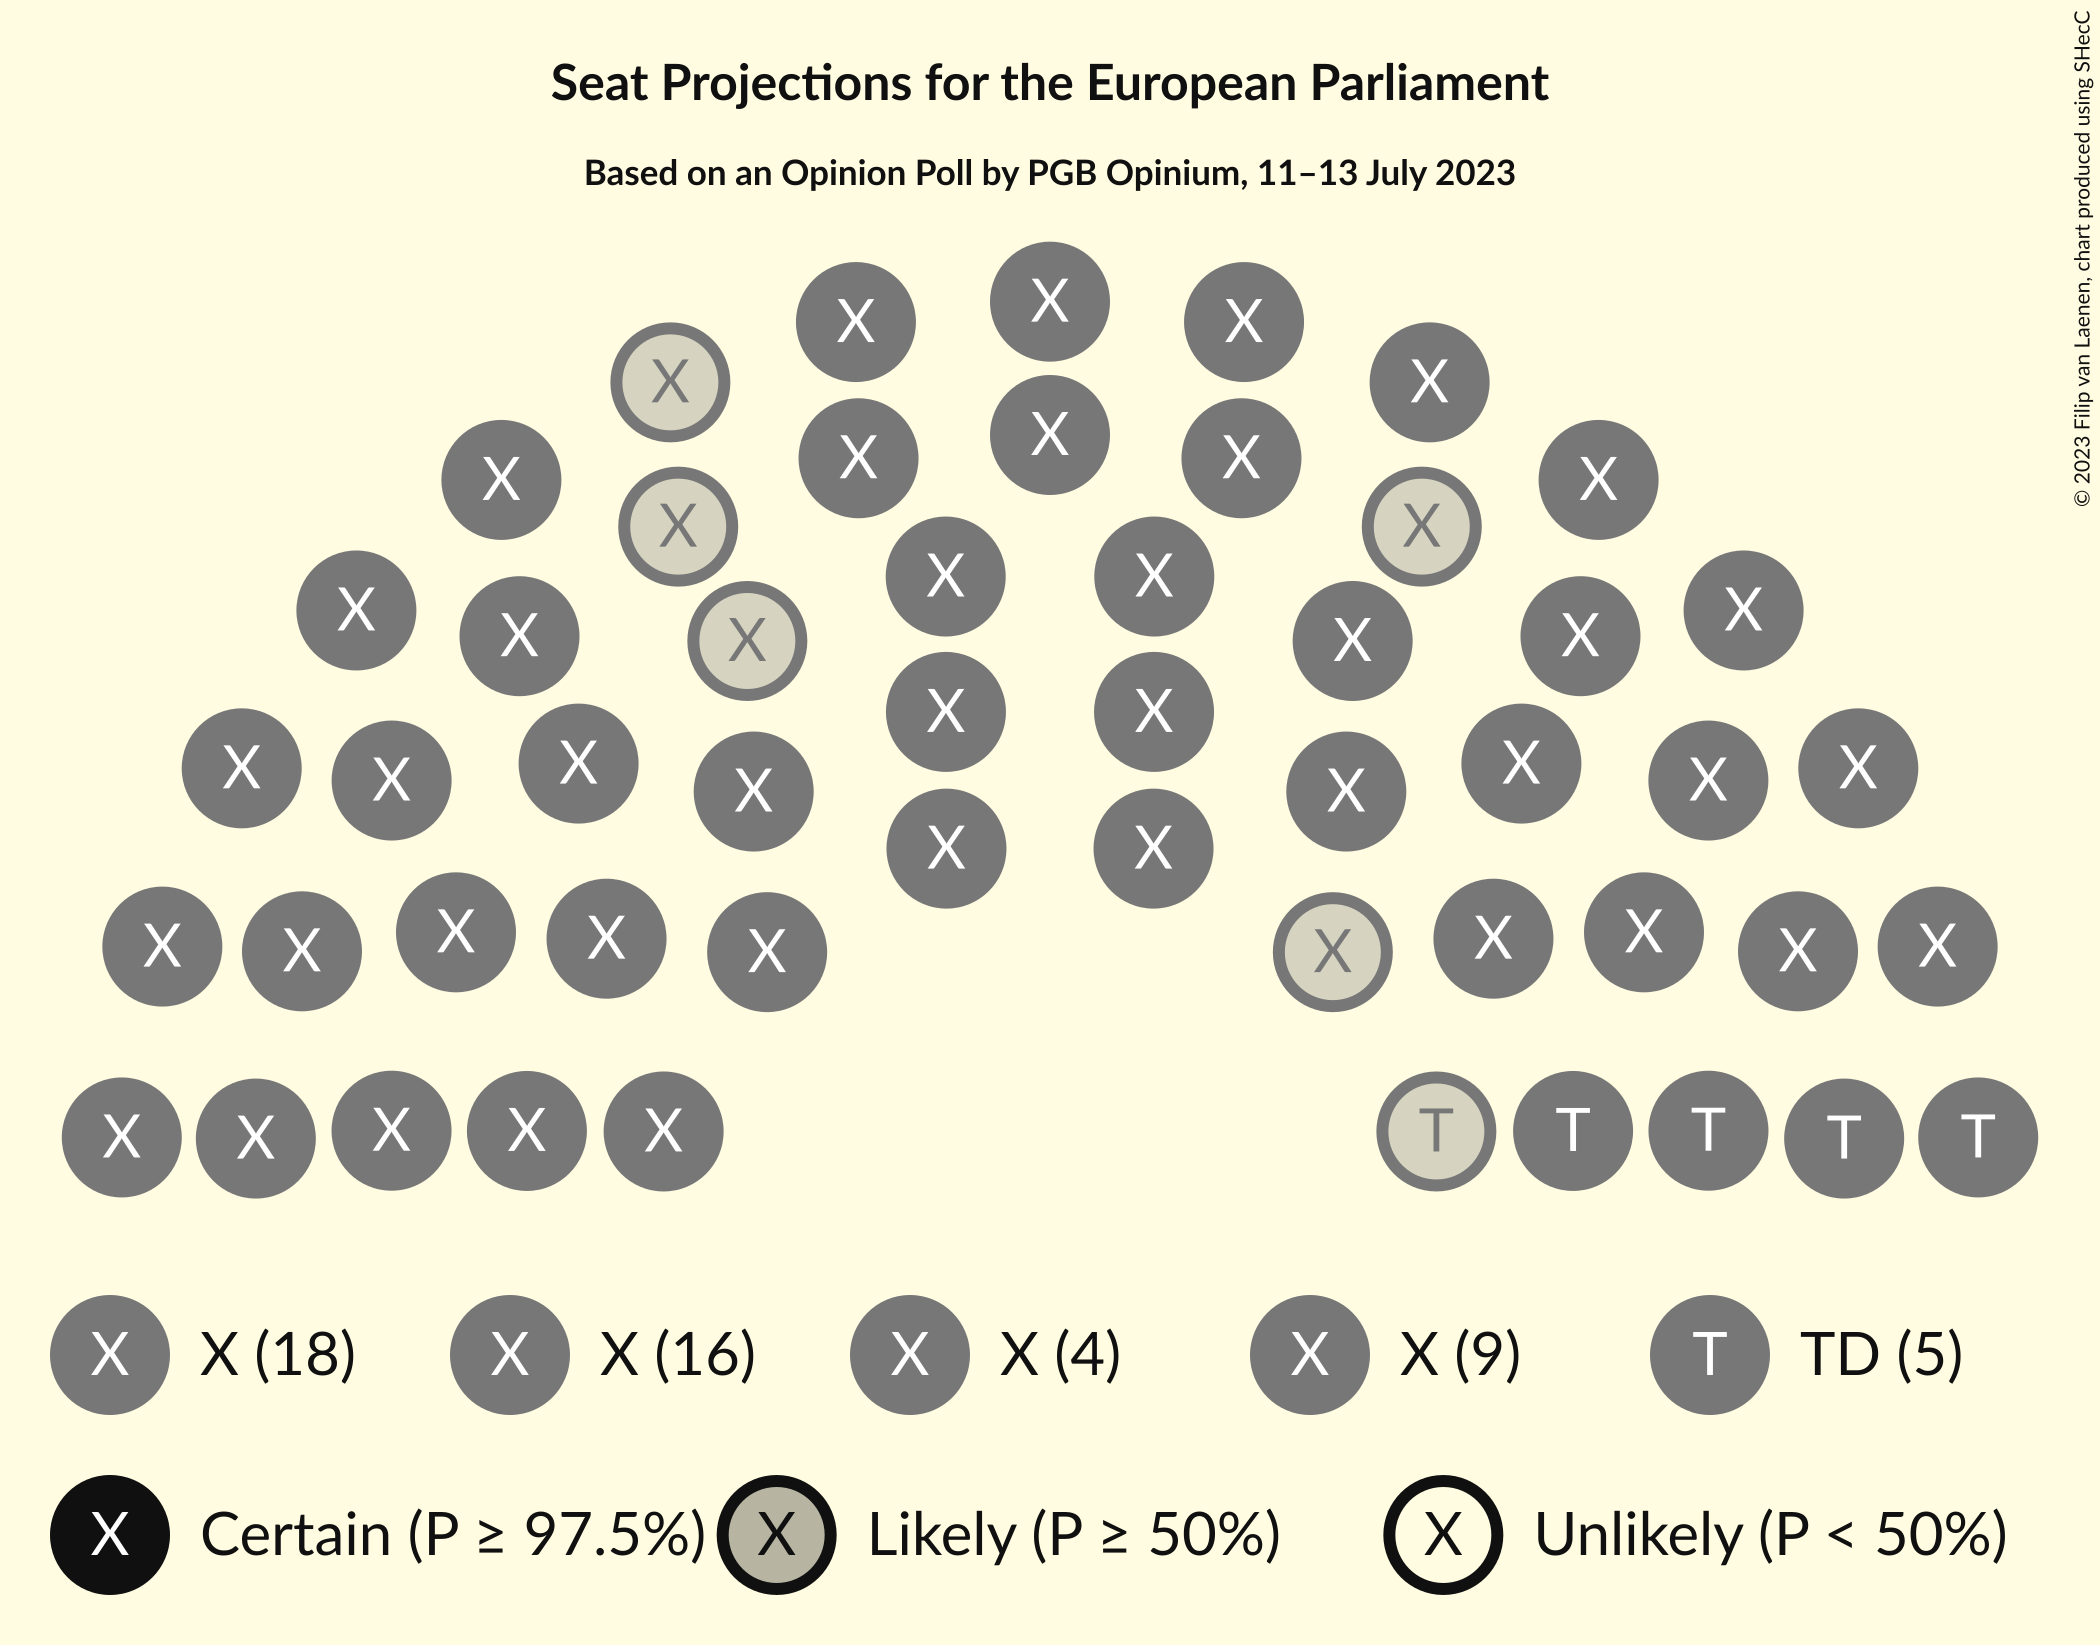 Seat Projections for the European Parliament
Based on an Opinion Poll by PGB Opinium, 11–13 July 2023
© 2023 Filip van Laenen, chart produced using SHecC
X X X
X X
X X X
X X
X X
X X
X X
X X
X X
X X
X X
X X
X X
X X
X X
X X
X X X X X X X X X
X X X X X
X X X X X T T T T T
X X (18) X X (16) X X (4) X X (9) T TD (5)
X Certain (P ≥ 97.5%) X Likely (P ≥ 50%) X Unlikely (P < 50%)